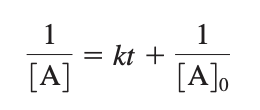 1/[A] = kt + 1/[A]₀